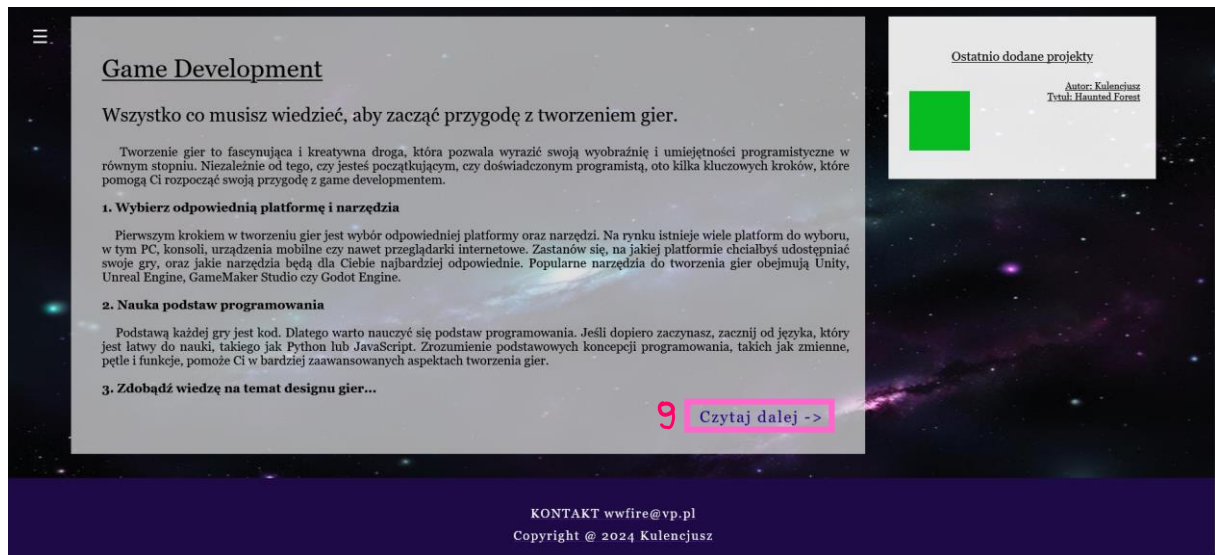 ☰
Game Development
Wszystko co musisz wiedzieć, aby zacząć przygodę z tworzeniem gier.
Tworzenie gier to fascynująca i kreatywna droga, która pozwala wyrazić swoją wyobraźnię i umiejętności programistyczne w
równym stopniu. Niezależnie od tego, czy jesteś początkującym, czy doświadczonym programistą, oto kilka kluczowych kroków, które
pomogą Ci rozpocząć swoją przygodę z game developmentem.
1. Wybierz odpowiednią platformę i narzędzia
Pierwszym krokiem w tworzeniu gier jest wybór odpowiedniej platformy oraz narzędzi. Na rynku istnieje wiele platform do wyboru,
w tym PC, konsoli, urządzenia mobilne czy nawet przeglądarki internetowe. Zastanów się, na jakiej platformie chciałbyś udostępniać
swoje gry, oraz jakie narzędzia będą dla Ciebie najbardziej odpowiednie. Popularne narzędzia do tworzenia gier obejmują Unity,
Unreal Engine, GameMaker Studio czy Godot Engine.
2. Nauka podstaw programowania
Podstawą każdej gry jest kod. Dlatego warto nauczyć się podstaw programowania. Jeśli dopiero zaczynasz, zacznij od języka, który
jest łatwy do nauki, takiego jak Python lub JavaScript. Zrozumienie podstawowych koncepcji programowania, takich jak zmienne,
pętle i funkcje, pomoże Ci w bardziej zaawansowanych aspektach tworzenia gier.
3. Zdobądź wiedzę na temat designu gier...
9 Czytaj dalej ->
Ostatnio dodane projekty
Autor: Kulencjusz
Tytuł: Haunted Forest
KONTAKT wwfire@vp.pl
Copyright @ 2024 Kulencjusz